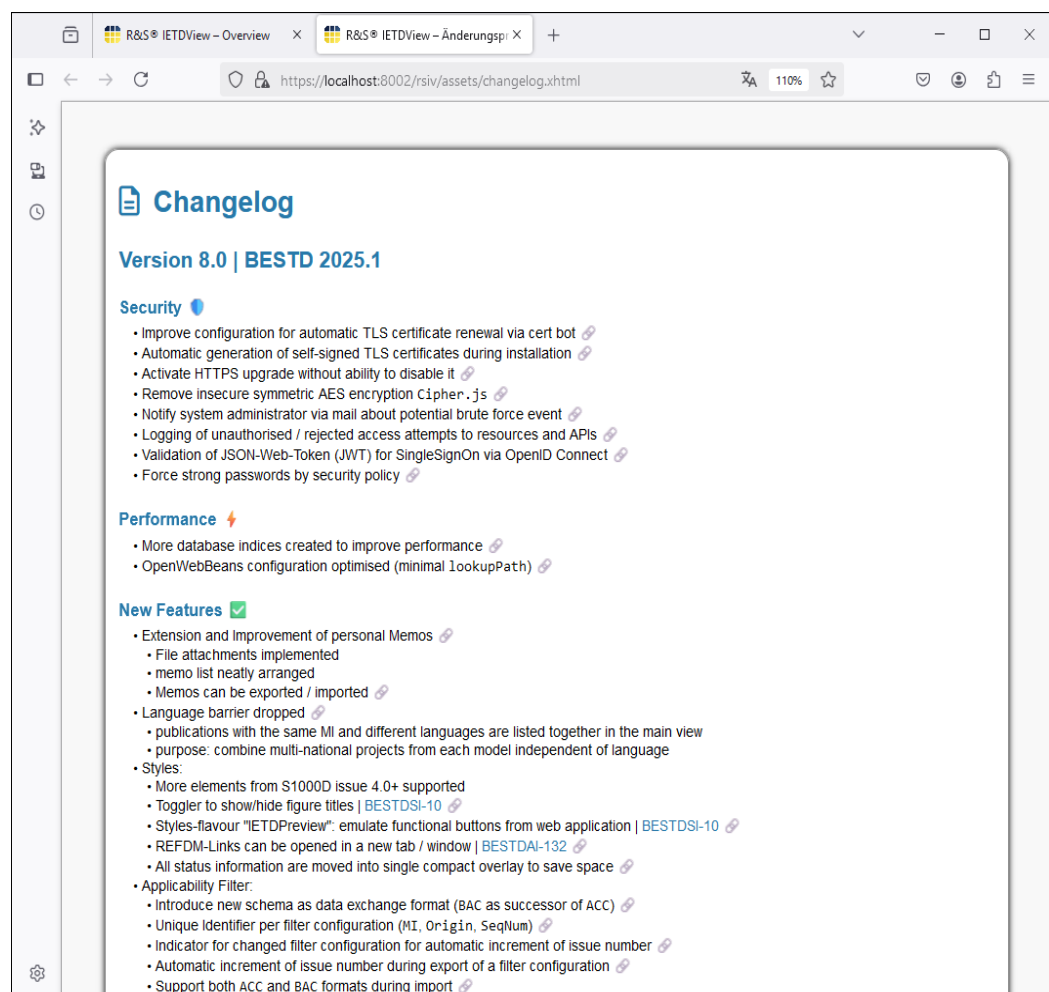 R&S® IETDView – Overview
R&S® IETDView – Änderungspr
https://localhost:8002/rsiv/assets/changelog.xhtml
110%
Changelog
Version 8.0 | BESTD 2025.1
Security
• Improve configuration for automatic TLS certificate renewal via cert bot
• Automatic generation of self-signed TLS certificates during installation
• Activate HTTPS upgrade without ability to disable it
• Remove insecure symmetric AES encryption Cipher.js
• Notify system administrator via mail about potential brute force event
• Logging of unauthorised / rejected access attempts to resources and APIs
• Validation of JSON-Web-Token (JWT) for SingleSignOn via OpenID Connect
• Force strong passwords by security policy
Performance
• More database indices created to improve performance
• OpenWebBeans configuration optimised (minimal lookupPath)
New Features
• Extension and Improvement of personal Memos
• File attachments implemented
• memo list neatly arranged
• Memos can be exported / imported
• Language barrier dropped
• publications with the same MI and different languages are listed together in the main view
• purpose: combine multi-national projects from each model independent of language
• Styles:
• More elements from S1000D issue 4.0+ supported
• Toggler to show/hide figure titles | BESTDSI-10
• Styles-flavour "IETDPreview": emulate functional buttons from web application | BESTDSI-10
• REFDM-Links can be opened in a new tab / window | BESTDAI-132
• All status information are moved into single compact overlay to save space
• Applicability Filter:
• Introduce new schema as data exchange format (BAC as successor of ACC)
• Unique Identifier per filter configuration (MI, Origin, SeqNum)
• Indicator for changed filter configuration for automatic increment of issue number
• Automatic increment of issue number during export of a filter configuration
• Support both ACC and BAC formats during import